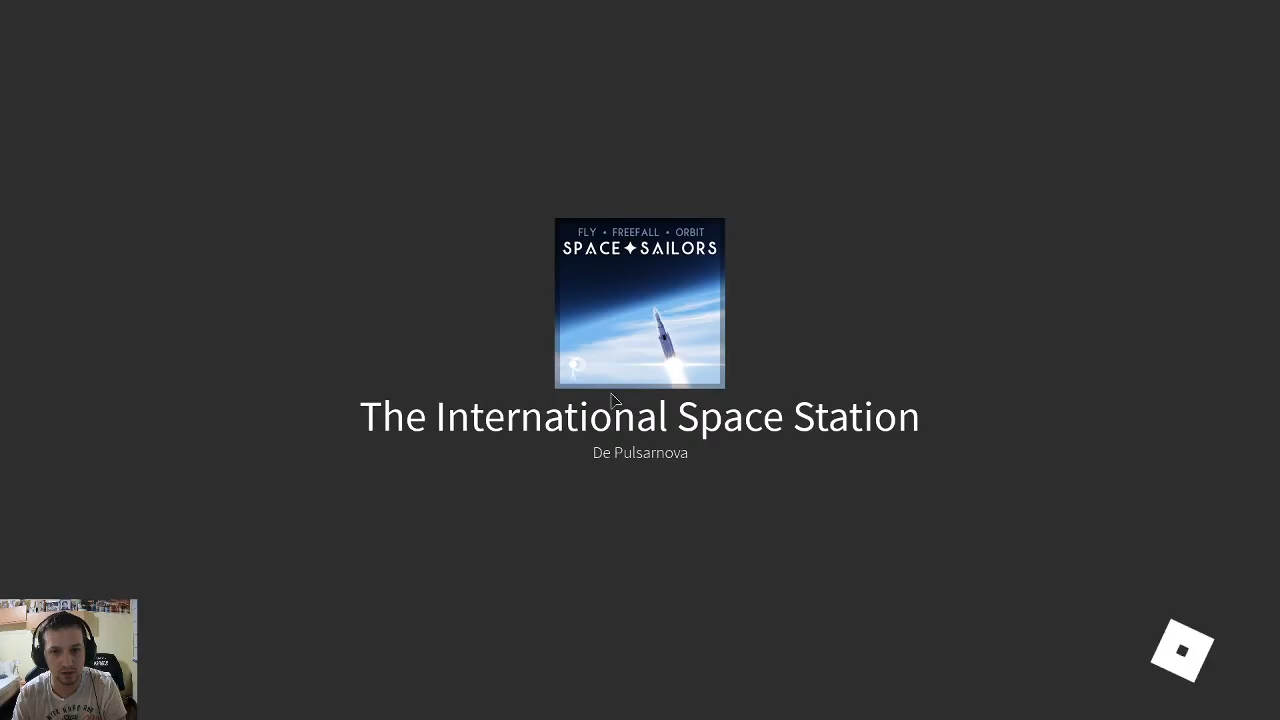 FLY • FREEFALL • ORBIT
SPACE✦SAILORS
The International Space Station
De Pulsarnova